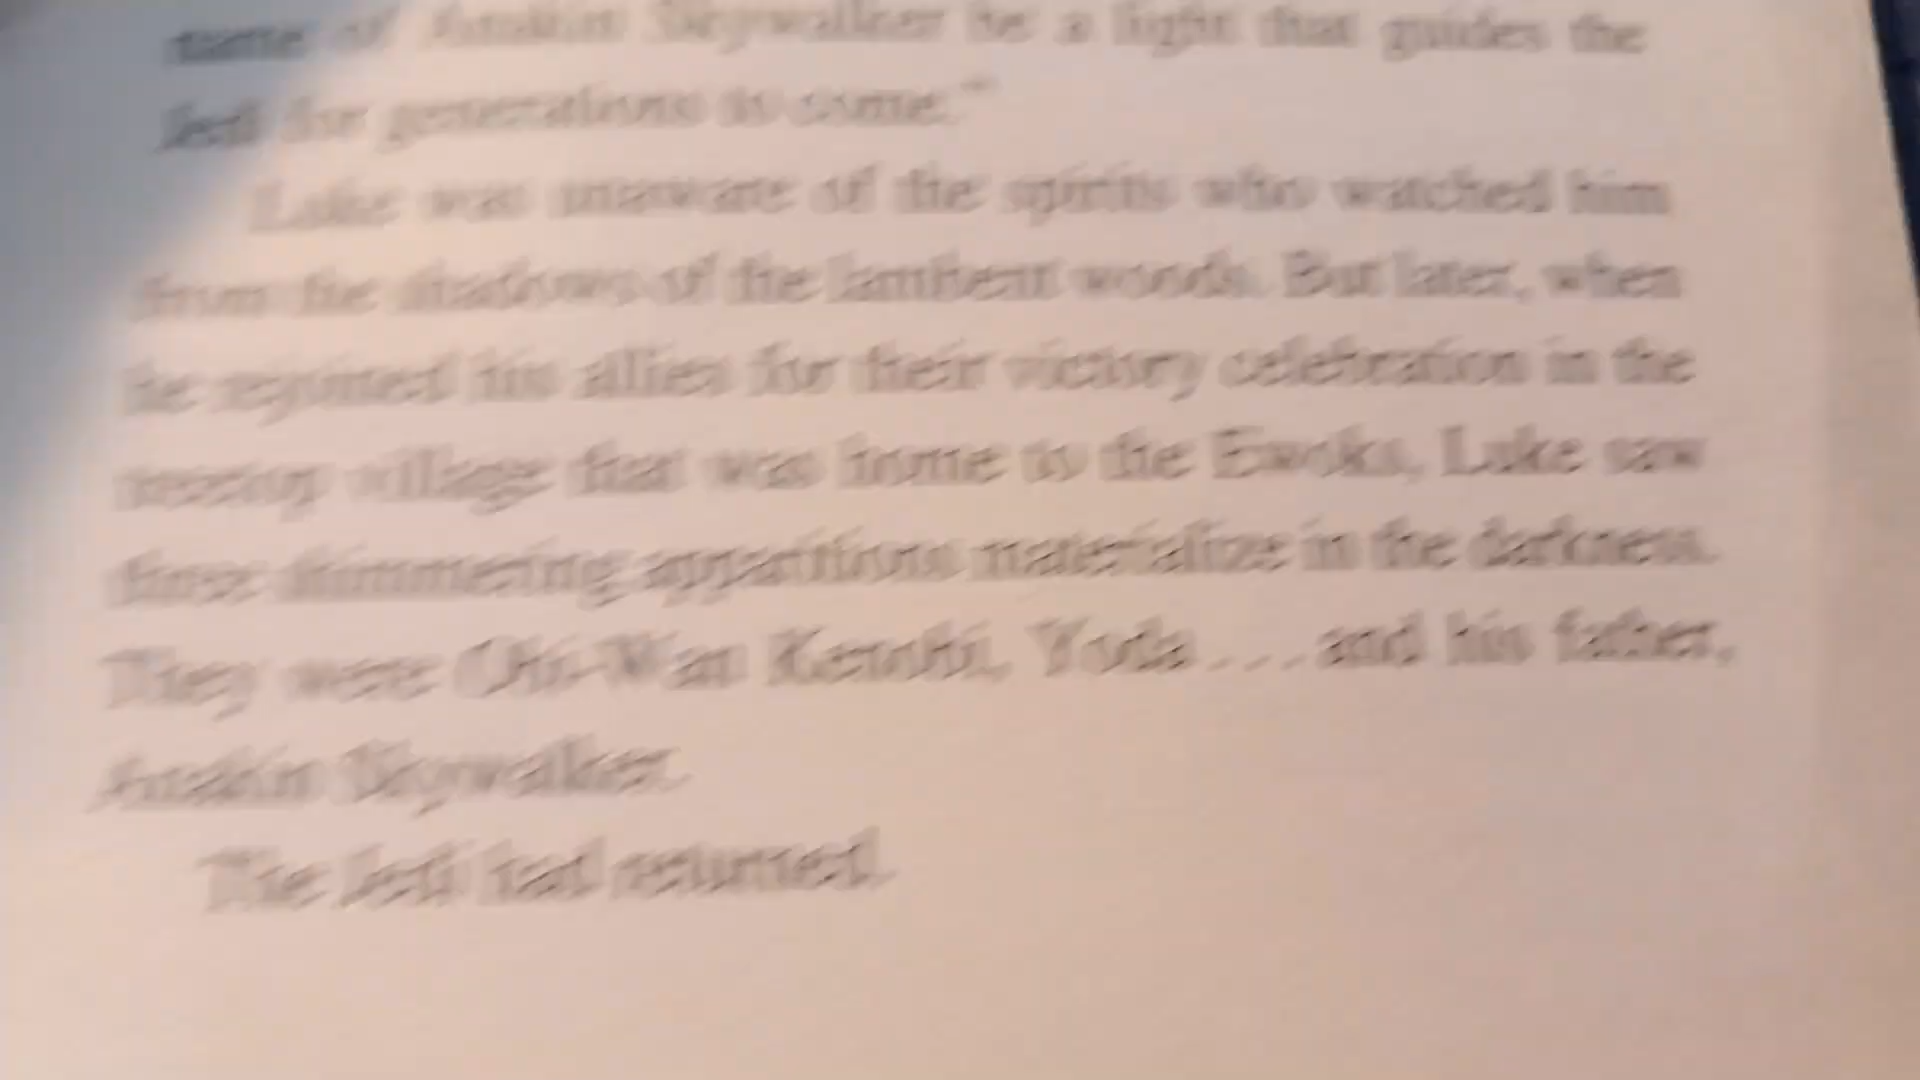 name of Anakin Skywalker be a light that guides the
Jedi for generations to come."
Luke was unaware of the spirits who watched him
from the shadows of the lambent woods. But later, when
he rejoined his allies for their victory celebration in the
treetop village that was home to the Ewoks, Luke saw
three shimmering apparitions materialize in the darkness.
They were Obi-Wan Kenobi, Yoda . . . and his father,
Anakin Skywalker.
The Jedi had returned.